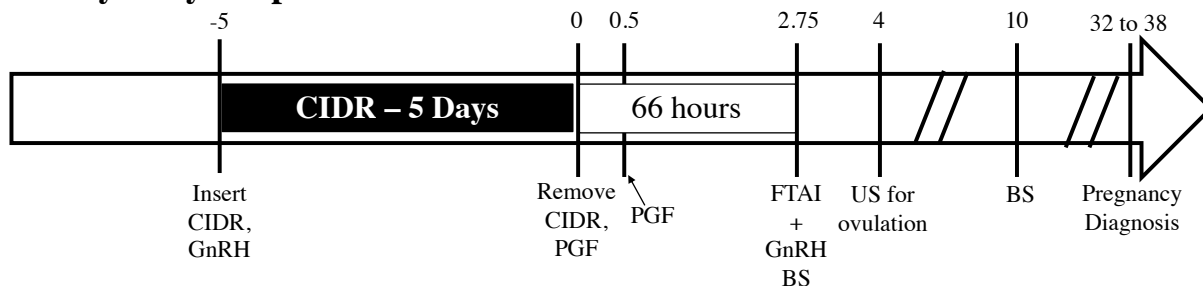 -5
0
0.5
2.75
4
10
32 to 38
CIDR – 5 Days
66 hours
Insert
CIDR,
GnRH
Remove
CIDR,
PGF
PGF
FTAI
+
GnRH
BS
US for
ovulation
BS
Pregnancy
Diagnosis